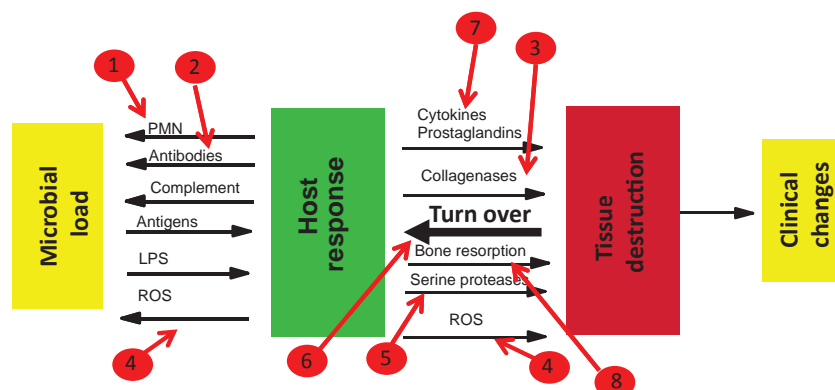 7
1
2
3
Cytokines
Prostaglandins
PMN
Antibodies
Complement
Collagenases
Microbial
load
Host
response
Tissue
destruction
Clinical
changes
Antigens
Turn over
LPS
Bone resorption
Serine proteases
ROS
ROS
4
6
5
4
8